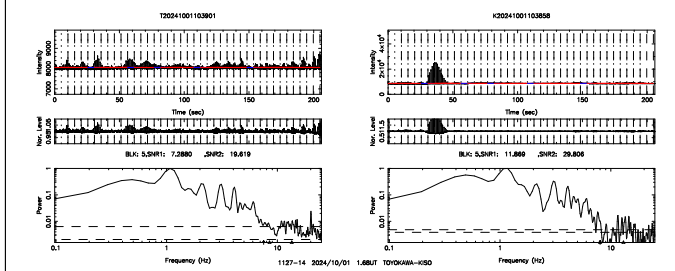 T20241001103901
K20241001103858
Intensity
7000 8000 9000
0 50 100 150 200
Time (sec)
Intensity
0 2×10⁴ 4×10⁴
0 50 100 150 200
Time (sec)
Nor. Level
Nor. Level
BLK: 5,SNR1: 7.2880 ,SNR2: 19.619
BLK: 5,SNR1: 11.869 ,SNR2: 29.806
Power
1
0.1
0.01
0.1 1 10
Frequency (Hz)
Power
1
0.1
0.01
0.1 1 10
Frequency (Hz)
1127-14 2024/10/01 1.68UT TOYOKAWA-KISO